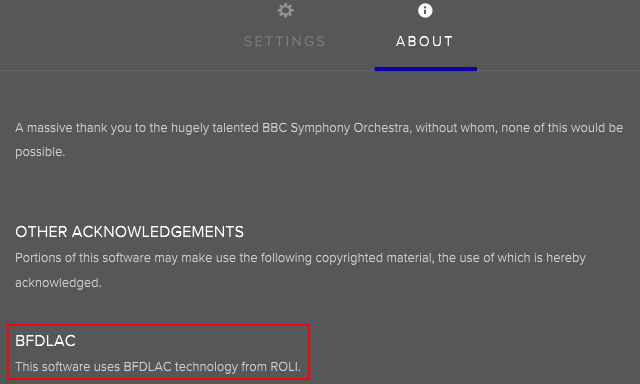 SETTINGS
ABOUT
A massive thank you to the hugely talented BBC Symphony Orchestra, without whom, none of this would be
possible.
OTHER ACKNOWLEDGEMENTS
Portions of this software may make use the following copyrighted material, the use of which is hereby
acknowledged.
BFDLAC
This software uses BFDLAC technology from ROLI.